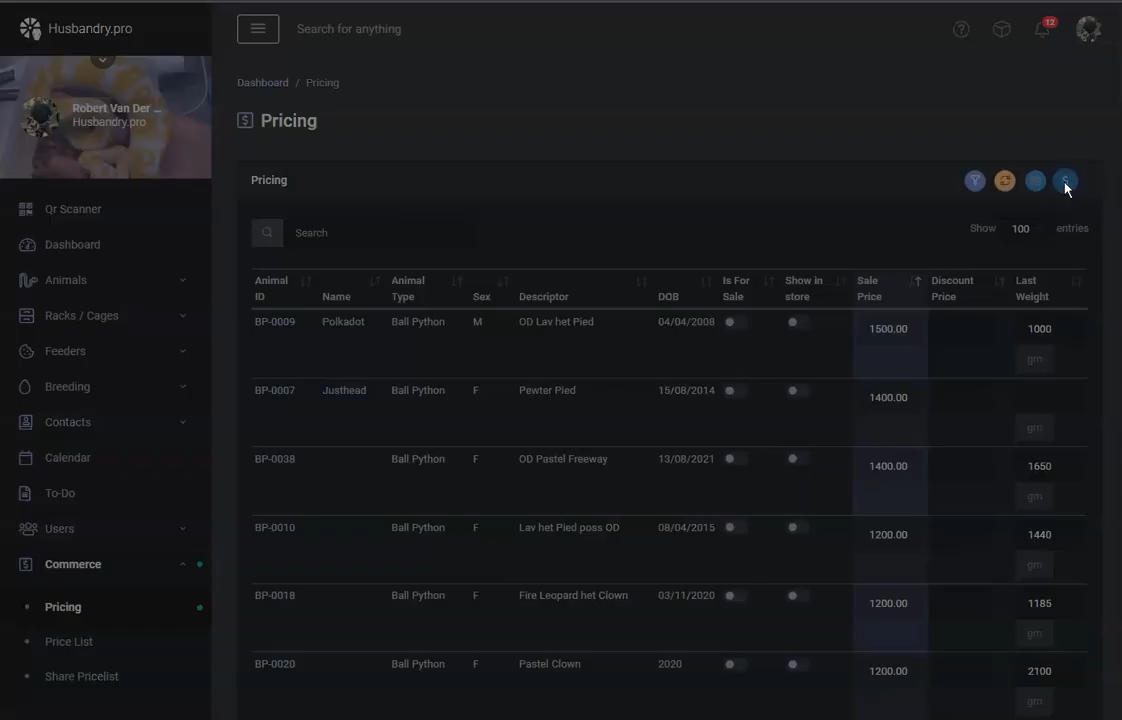 Husbandry.pro
Search for anything
12
Robert Van Der ...
Husbandry.pro
Qr Scanner
Dashboard
Animals
Racks / Cages
Feeders
Breeding
Contacts
Calendar
To-Do
Users
Commerce
Pricing
Price List
Share Pricelist
Dashboard / Pricing
Pricing
Pricing
Search
Show 100 entries
Animal ID Name Animal Type Sex Descriptor DOB Is For Sale Show in store Sale Price Discount Price Last Weight
BP-0009 Polkadot Ball Python M OD Lav het Pied 04/04/2008 1500.00 1000
gm
BP-0007 Justhead Ball Python F Pewter Pied 15/08/2014 1400.00
gm
BP-0038 Ball Python F OD Pastel Freeway 13/08/2021 1400.00 1650
gm
BP-0010 Ball Python F Lav het Pied poss OD 08/04/2015 1200.00 1440
gm
BP-0018 Ball Python F Fire Leopard het Clown 03/11/2020 1200.00 1185
gm
BP-0020 Ball Python F Pastel Clown 2020 1200.00 2100
gm